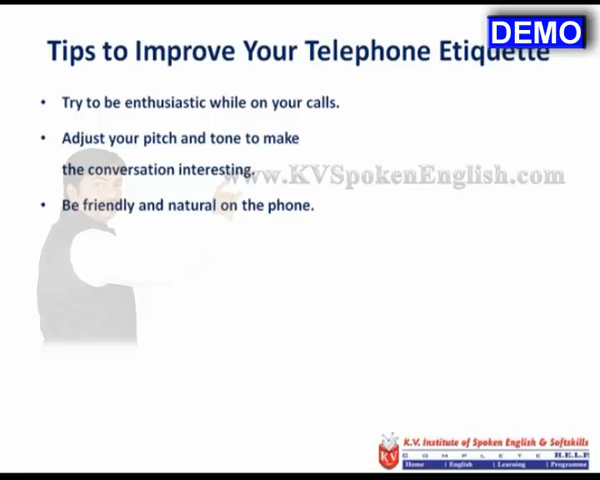 DEMO
Tips to Improve Your Telephone Etiquette
• Try to be enthusiastic while on your calls.
• Adjust your pitch and tone to make
the conversation interesting.
www.KVSpokenEnglish.com
• Be friendly and natural on the phone.
K.V. Institute of Spoken English & Softskills
KV
COMPLETE H.E.L.P.
Home | English | Learning | Programme